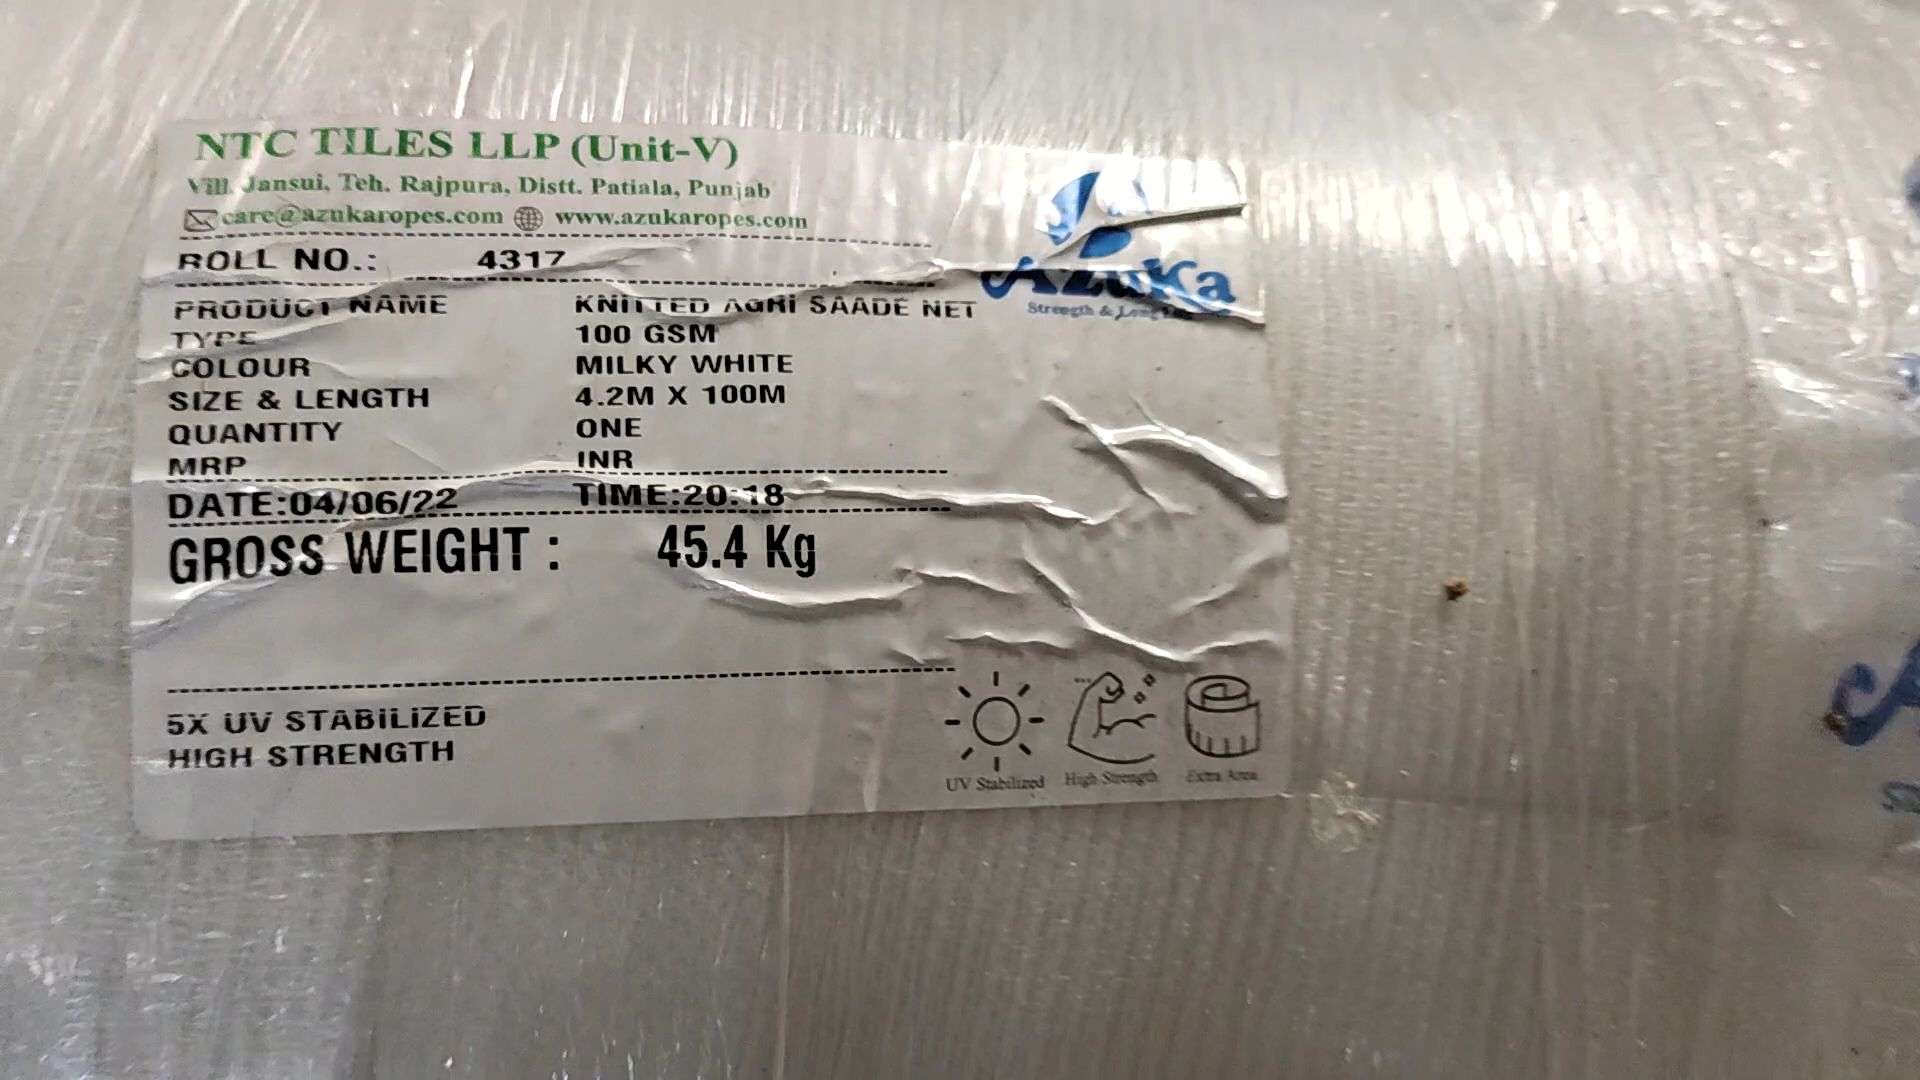 NTC TILES LLP (Unit-V)
Vill. Jansui, Teh. Rajpura, Distt. Patiala, Punjab
care@azukaropes.com www.azukaropes.com
AzuKa
Strength & Long
ROLL NO.: 4317
PRODUCT NAME KNITTED AGRI SAADE NET
TYPE 100 GSM
COLOUR MILKY WHITE
SIZE & LENGTH 4.2M X 100M
QUANTITY ONE
MRP INR
DATE:04/06/22 TIME:20:18
GROSS WEIGHT : 45.4 Kg
5X UV STABILIZED
HIGH STRENGTH
UV Stabilized High Strength Extra Area